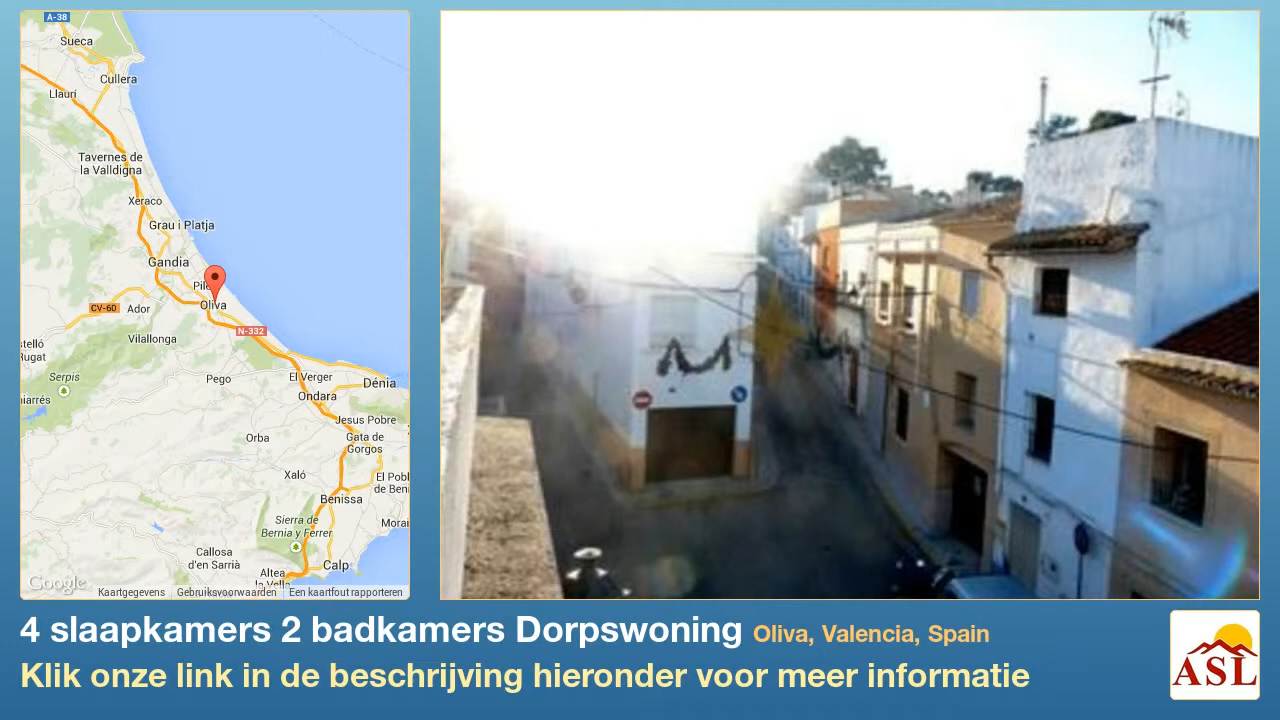 A-38
Sueca
Cullera
Llaurí
Tavernes de
la Valldigna
Xeraco
Grau i Platja
Gandia
Oliva
CV-60
Ador
N-332
Vilallonga
Serpis
Pego
El Verger
Dénia
Ondara
Jesus Pobre
Orba
Gata de
Gorgos
Xaló
Benissa
Sierra de
Bernia y Ferrer
Callosa
d'en Sarrià
Altea
Calp
Google
Kaartgegevens Gebruiksvoorwaarden Een kaartfout rapporteren
4 slaapkamers 2 badkamers Dorpswoning Oliva, Valencia, Spain
Klik onze link in de beschrijving hieronder voor meer informatie
ASL